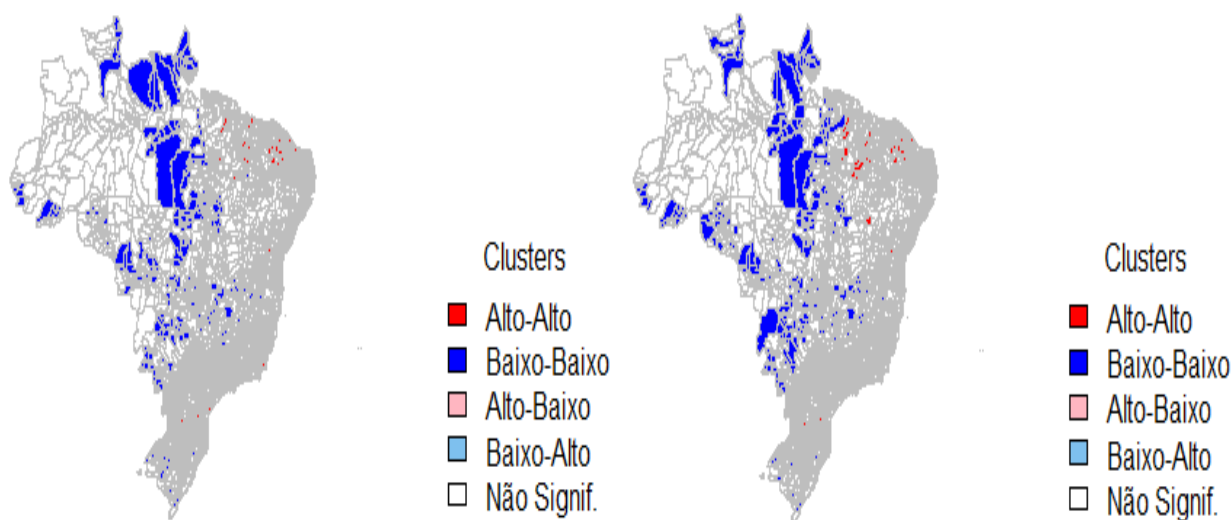 Clusters
Alto-Alto
Baixo-Baixo
Alto-Baixo
Baixo-Alto
Não Signif.
Clusters
Alto-Alto
Baixo-Baixo
Alto-Baixo
Baixo-Alto
Não Signif.